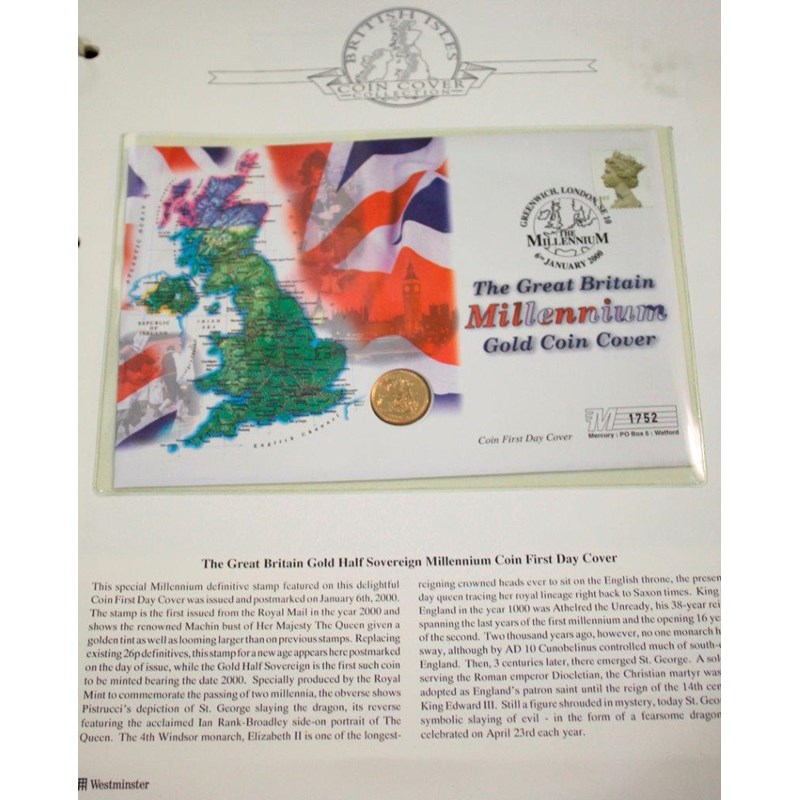 BRITISH ISLES
COIN COVER
COLLECTION
ATLANTIC OCEAN
REPUBLIC
OF
IRELAND
IRISH
SEA
English Channel
1ST
GREENWICH, LONDON, SE 10
THE
MILLENNIUM
6TH JANUARY 2000
The Great Britain
Millennium
Gold Coin Cover
Coin First Day Cover
M 1752
Mercury : PO Box 5 : Watford
The Great Britain Gold Half Sovereign Millennium Coin First Day Cover
This special Millennium definitive stamp featured on this delightful
Coin First Day Cover was issued and postmarked on January 6th, 2000.
The stamp is the first issued from the Royal Mail in the year 2000 and
shows the renowned Machin bust of Her Majesty The Queen given a
golden tint as well as looming larger than on previous stamps. Replacing
existing 26p definitives, this stamp for a new age appears here postmarked
on the day of issue, while the Gold Half Sovereign is the first such coin
to be minted bearing the date 2000. Specially produced by the Royal
Mint to commemorate the passing of two millennia, the obverse shows
Pistrucci's depiction of St. George slaying the dragon, its reverse
featuring the acclaimed Ian Rank-Broadley side-on portrait of The
Queen. The 4th Windsor monarch, Elizabeth II is one of the longest-
reigning crowned heads ever to sit on the English throne, the presen
day queen tracing her royal lineage right back to Saxon times. King
England in the year 1000 was Athelred the Unready, his 38-year rei
spanning the last years of the first millennium and the opening 16 ye
of the second. Two thousand years ago, however, no one monarch h
sway, although by AD 10 Cunobelinus controlled much of south-e
England. Then, 3 centuries later, there emerged St. George. A sol
serving the Roman emperor Diocletian, the Christian martyr was
adopted as England's patron saint until the reign of the 14th cen
King Edward III. Still a figure shrouded in mystery, today St. Geor
symbolic slaying of evil - in the form of a fearsome dragon
celebrated on April 23rd each year.
Westminster